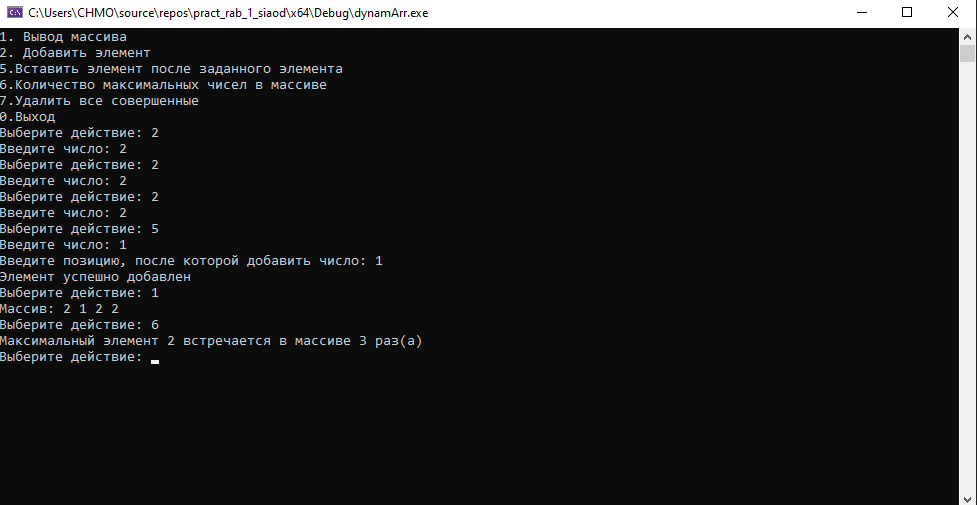 C:\Users\CHMO\source\repos\pract_rab_1_siaod\x64\Debug\dynamArr.exe
1. Вывод массива
2. Добавить элемент
5.Вставить элемент после заданного элемента
6.Количество максимальных чисел в массиве
7.Удалить все совершенные
0.Выход
Выберите действие: 2
Введите число: 2
Выберите действие: 2
Введите число: 2
Выберите действие: 2
Введите число: 2
Выберите действие: 5
Введите число: 1
Введите позицию, после которой добавить число: 1
Элемент успешно добавлен
Выберите действие: 1
Массив: 2 1 2 2
Выберите действие: 6
Максимальный элемент 2 встречается в массиве 3 раз(а)
Выберите действие: